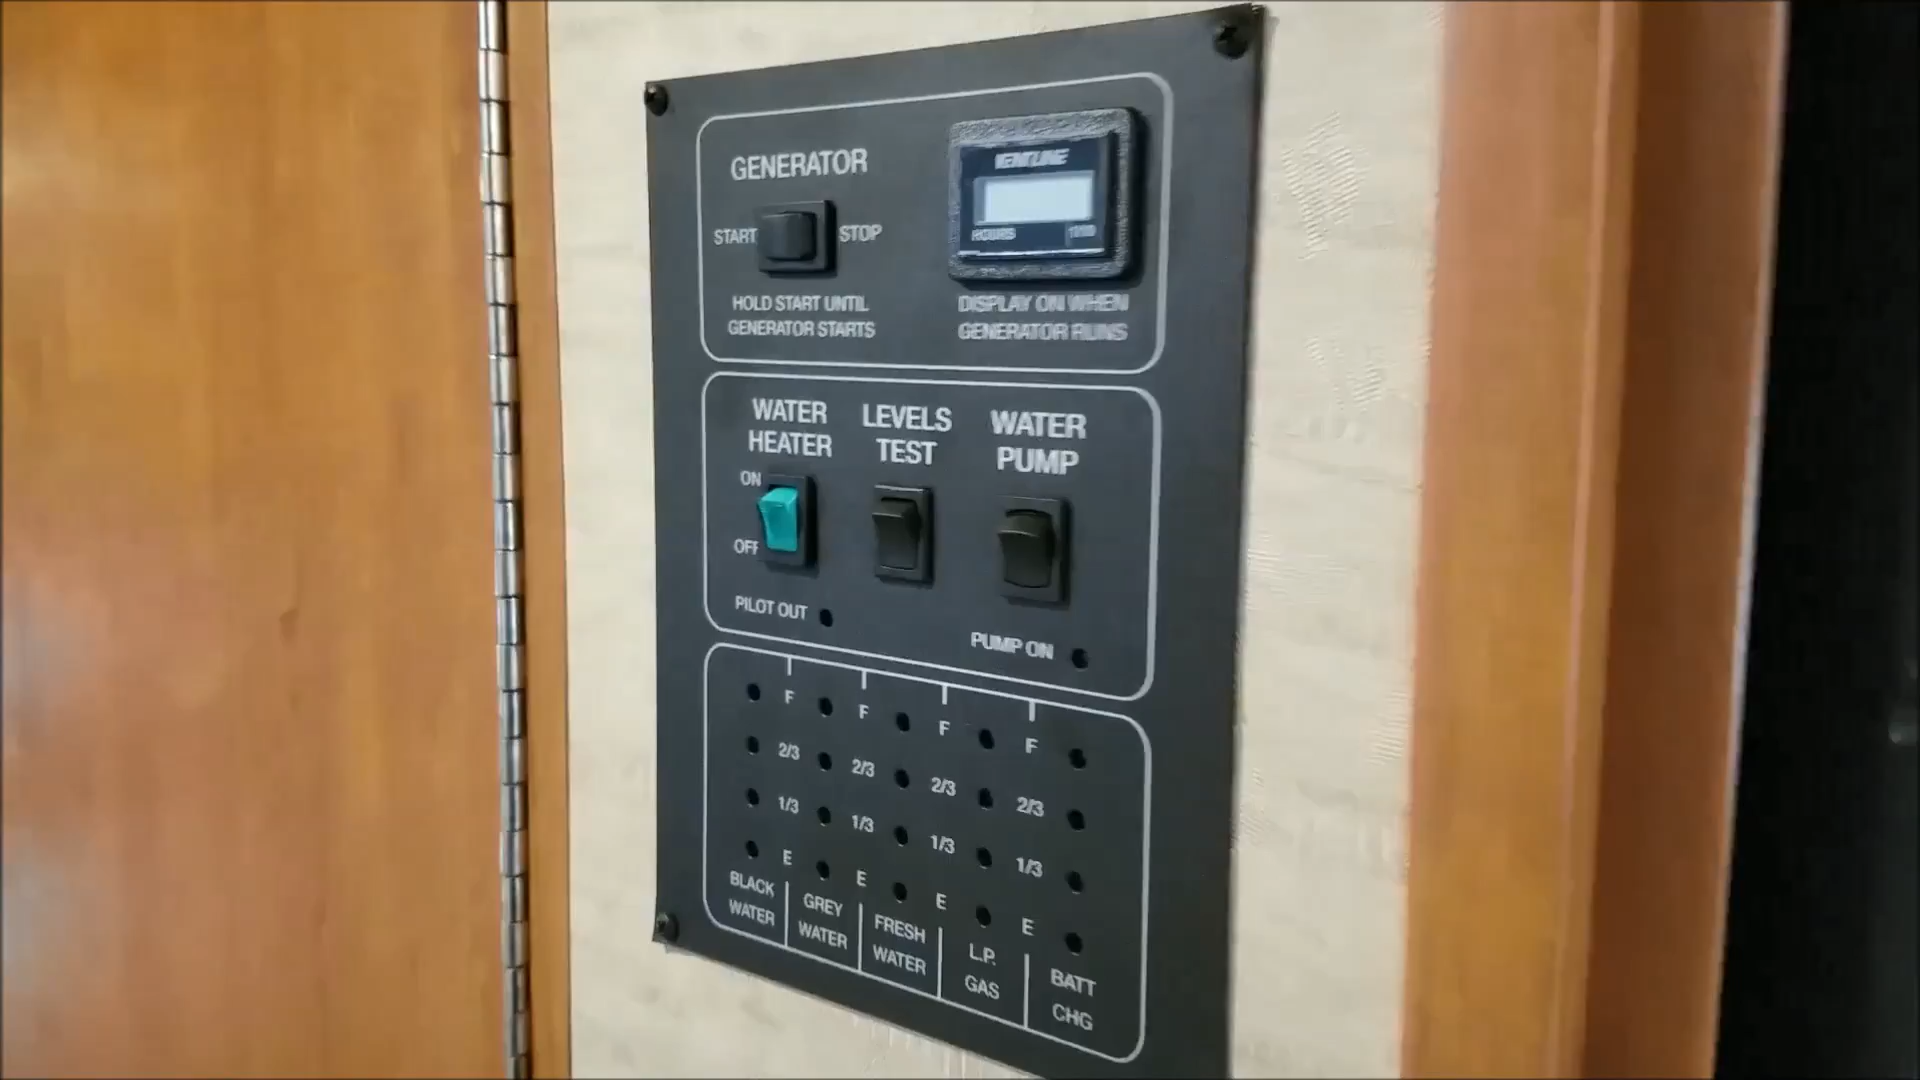 GENERATOR
START
STOP
HOLD START UNTIL
GENERATOR STARTS
HOURS
DISPLAY ON WHEN
GENERATOR RUNS
WATER
HEATER
LEVELS
TEST
WATER
PUMP
ON
OFF
PILOT OUT
PUMP ON
F F F F
2/3 2/3 2/3 2/3
1/3 1/3 1/3 1/3
E E E E
BLACK
WATER
GREY
WATER
FRESH
WATER
L.P.
GAS
BATT
CHG